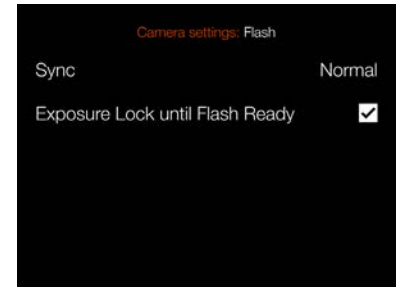 Camera settings: Flash
Sync Normal
Exposure Lock until Flash Ready